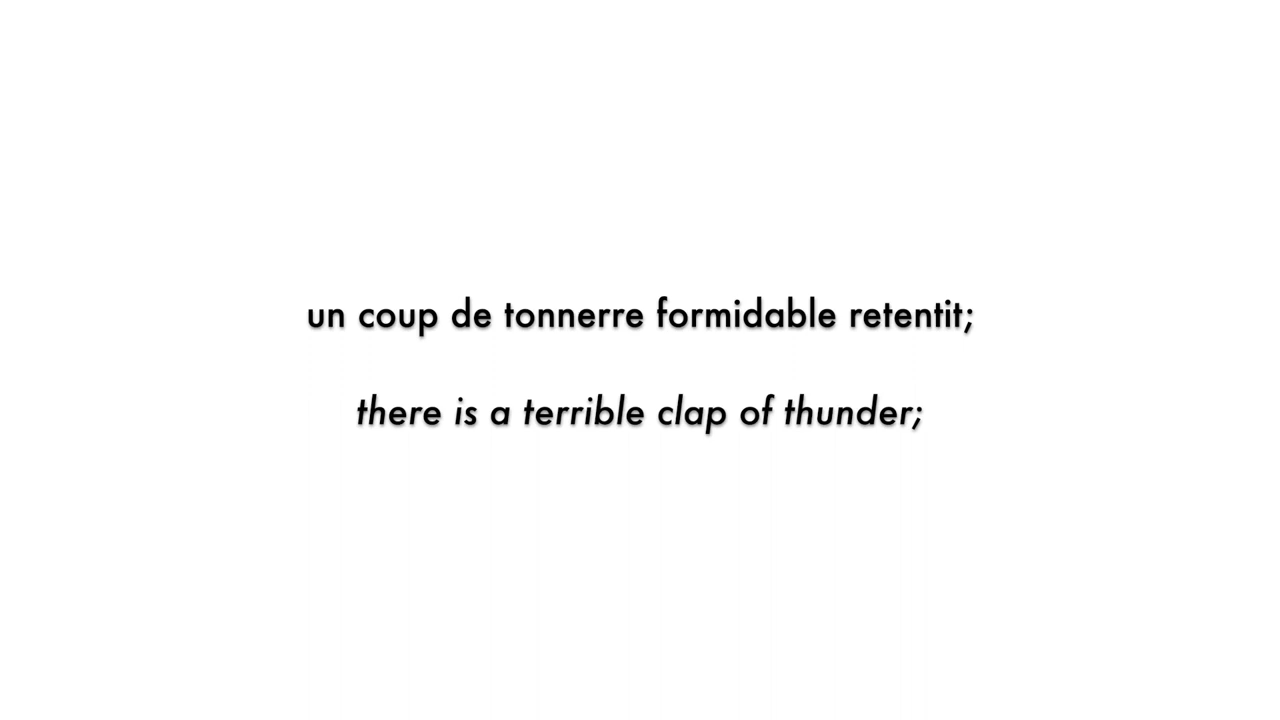 un coup de tonnerre formidable retentit;
there is a terrible clap of thunder;